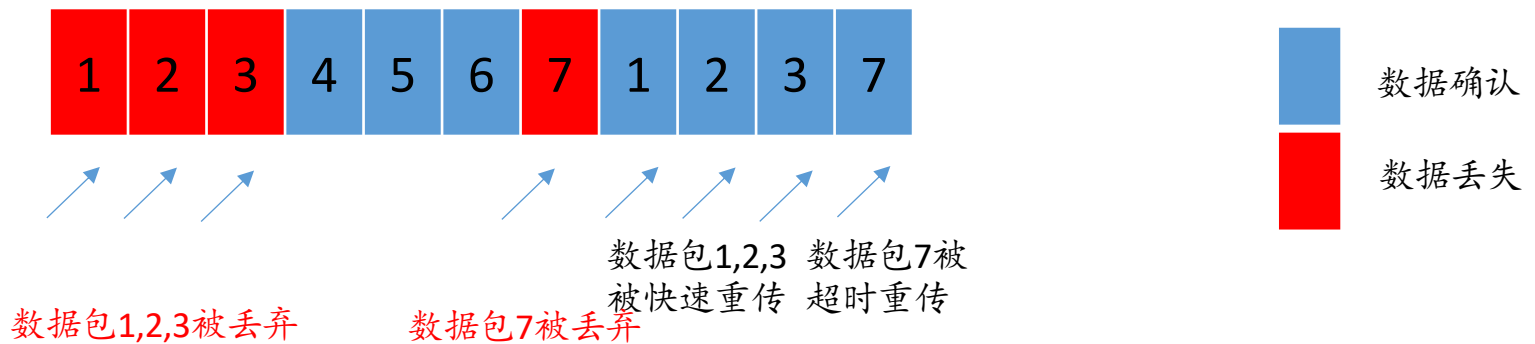 1 2 3 4 5 6 7 1 2 3 7
数据确认
数据丢失
数据包1,2,3
被快速重传
数据包7被
超时重传
数据包1,2,3被丢弃
数据包7被丢弃